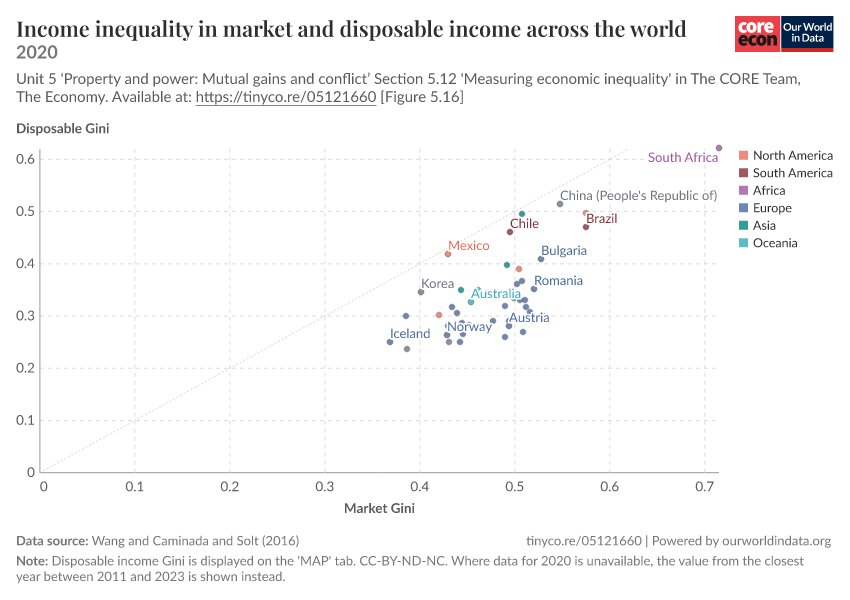 Income inequality in market and disposable income across the world
2020
core
econ
Our World
in Data
Unit 5 'Property and power: Mutual gains and conflict' Section 5.12 'Measuring economic inequality' in The CORE Team,
The Economy. Available at: https://tinyco.re/05121660 [Figure 5.16]
Disposable Gini
0.6
0.5
0.4
0.3
0.2
0.1
0
South Africa
China (People's Republic of)
Chile
Brazil
Mexico
Bulgaria
Korea
Australia
Romania
Iceland
Norway
Austria
North America
South America
Africa
Europe
Asia
Oceania
0
0.1
0.2
0.3
0.4
0.5
0.6
0.7
Market Gini
Data source: Wang and Caminada and Solt (2016)
tinyco.re/05121660 | Powered by ourworldindata.org
Note: Disposable income Gini is displayed on the 'MAP' tab. CC-BY-ND-NC. Where data for 2020 is unavailable, the value from the closest
year between 2011 and 2023 is shown instead.